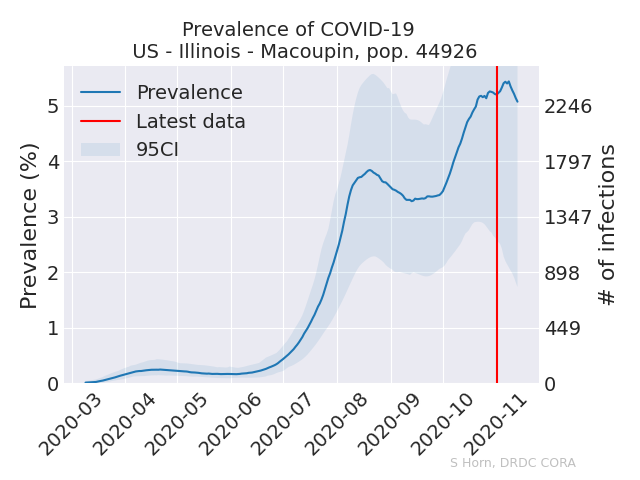 Prevalence of COVID-19
US - Illinois - Macoupin, pop. 44926
Prevalence
Latest data
95CI
Prevalence (%)
5
4
3
2
1
0
2246
1797
1347
898
449
0
# of infections
2020-03
2020-04
2020-05
2020-06
2020-07
2020-08
2020-09
2020-10
2020-11
S Horn, DRDC CORA